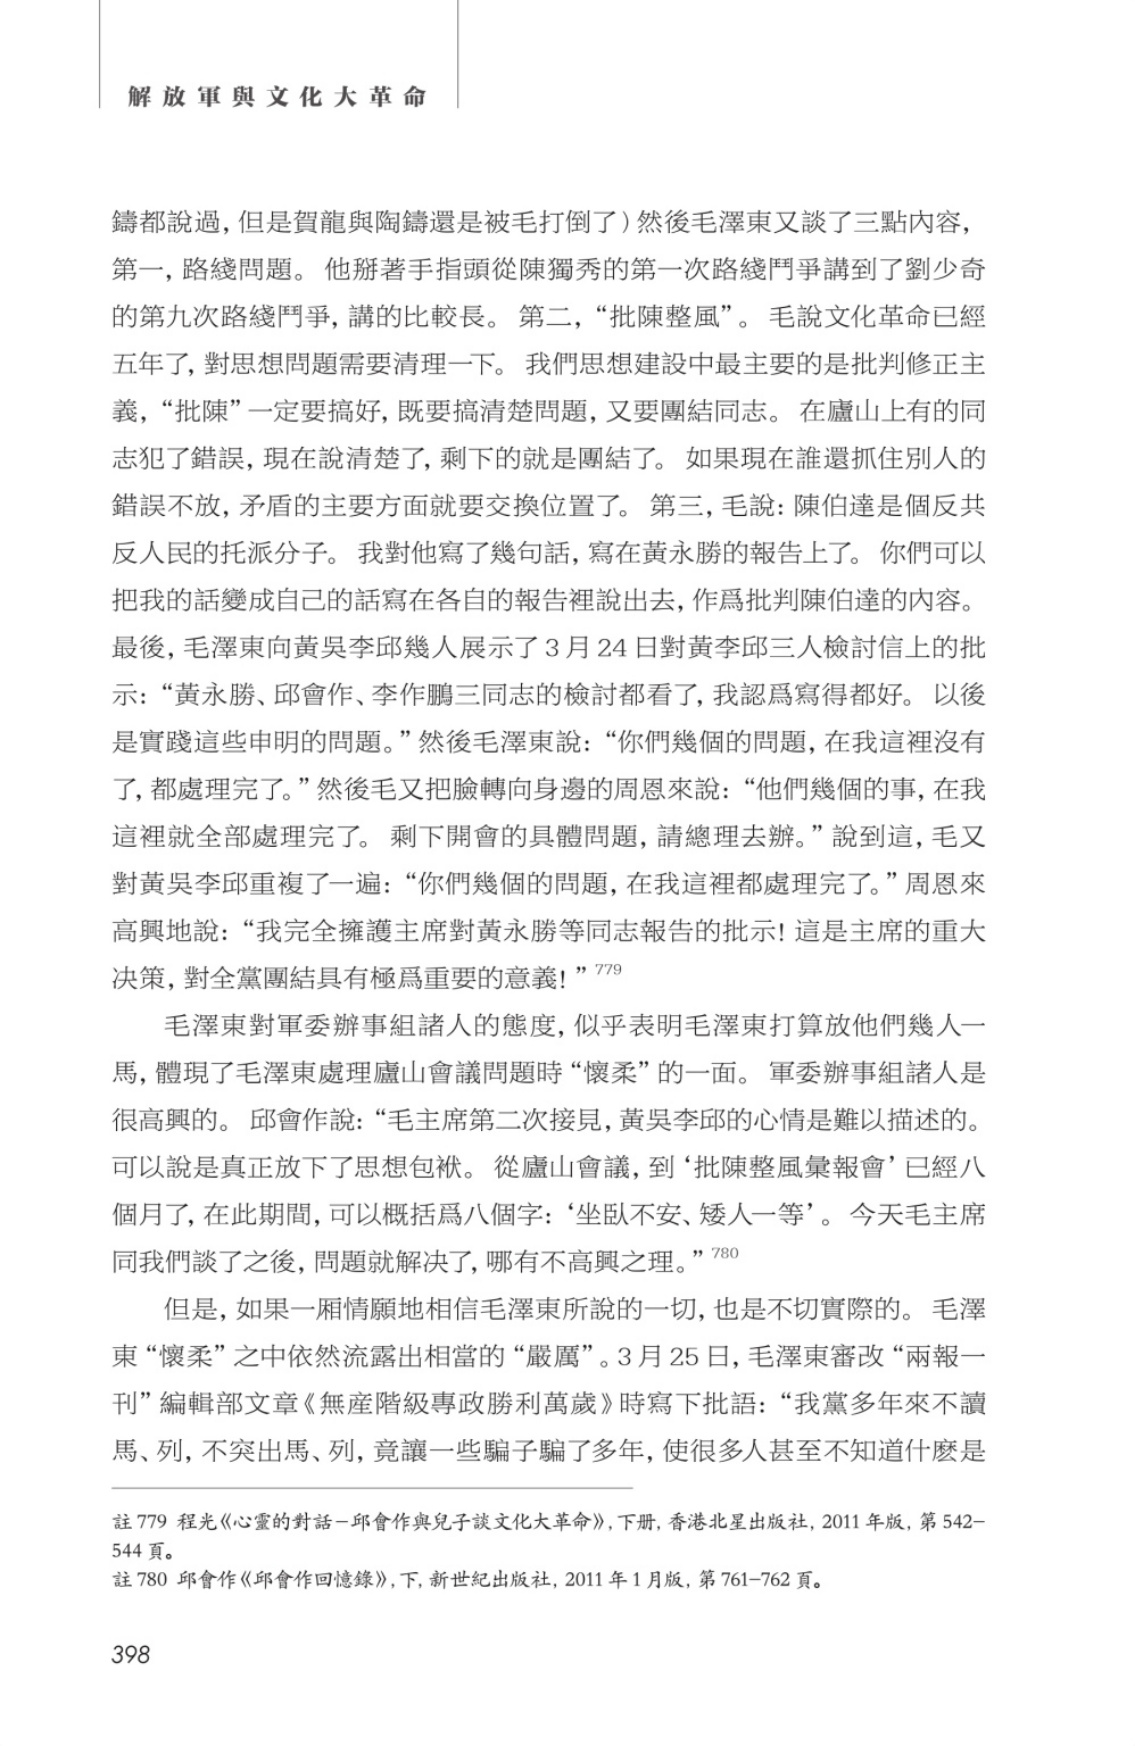 解放軍與文化大革命
鑄都說過，但是賀龍與陶鑄還是被毛打倒了）然後毛澤東又談了三點內容，
第一，路綫問題。 他掰著手指頭從陳獨秀的第一次路綫鬥爭講到了劉少奇
的第九次路綫鬥爭，講的比較長。 第二，“批陳整風”。 毛說文化革命已經
五年了，對思想問題需要清理一下。 我們思想建設中最主要的是批判修正主
義，“批陳”一定要搞好，既要搞清楚問題，又要團結同志。 在廬山上有的同
志犯了錯誤，現在說清楚了，剩下的就是團結了。 如果現在誰還抓住別人的
錯誤不放，矛盾的主要方面就要交換位置了。 第三，毛說：陳伯達是個反共
反人民的托派分子。 我對他寫了幾句話，寫在黃永勝的報告上了。 你們可以
把我的話變成自己的話寫在各自的報告裡說出去，作爲批判陳伯達的內容。
最後，毛澤東向黃吳李邱幾人展示了 3 月 24 日對黃李邱三人檢討信上的批
示：“黃永勝、邱會作、李作鵬三同志的檢討都看了，我認爲寫得都好。 以後
是實踐這些申明的問題。”然後毛澤東說：“你們幾個的問題，在我這裡沒有
了，都處理完了。”然後毛又把臉轉向身邊的周恩來說：“他們幾個的事，在我
這裡就全部處理完了。 剩下開會的具體問題，請總理去辦。”說到這，毛又
對黃吳李邱重複了一遍：“你們幾個的問題，在我這裡都處理完了。”周恩來
高興地說：“我完全擁護主席對黃永勝等同志報告的批示！這是主席的重大
决策，對全黨團結具有極爲重要的意義！”779
毛澤東對軍委辦事組諸人的態度，似乎表明毛澤東打算放他們幾人一
馬，體現了毛澤東處理廬山會議問題時“懷柔”的一面。 軍委辦事組諸人是
很高興的。 邱會作說：“毛主席第二次接見，黃吳李邱的心情是難以描述的。
可以說是真正放下了思想包袱。 從廬山會議，到‘批陳整風彙報會’已經八
個月了，在此期間，可以概括爲八個字：‘坐臥不安、矮人一等’。 今天毛主席
同我們談了之後，問題就解决了，哪有不高興之理。”780
但是，如果一厢情願地相信毛澤東所說的一切，也是不切實際的。 毛澤
東“懷柔”之中依然流露出相當的“嚴厲”。3 月 25 日，毛澤東審改“兩報一
刊”編輯部文章《無産階級專政勝利萬歲》時寫下批語：“我黨多年來不讀
馬、列，不突出馬、列，竟讓一些騙子騙了多年，使很多人甚至不知道什麽是
註 779 程光《心靈的對話－邱會作與兒子談文化大革命》，下册，香港北星出版社，2011 年版，第 542–
544 頁。
註 780 邱會作《邱會作回憶錄》，下，新世紀出版社，2011 年 1 月版，第 761–762 頁。
398